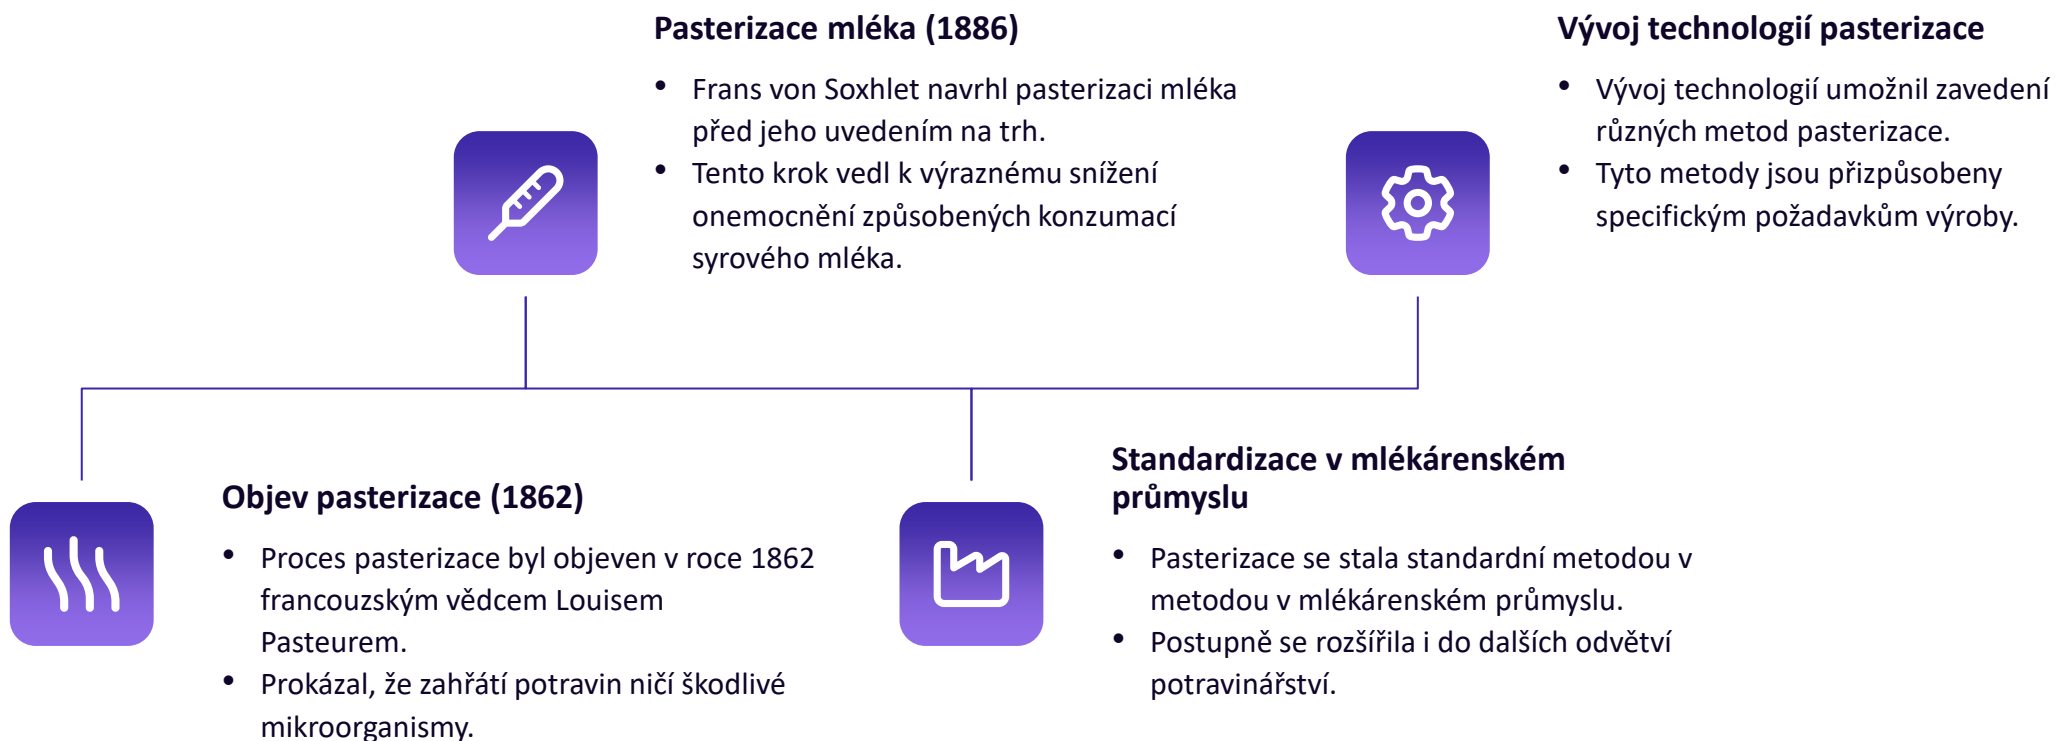 Pasterizace mléka (1886)
• Frans von Soxhlet navrhl pasterizaci mléka
před jeho uvedením na trh.
• Tento krok vedl k výraznému snížení
onemocnění způsobených konzumací
syrového mléka.
Vývoj technologií pasterizace
• Vývoj technologií umožnil zavedení
různých metod pasterizace.
• Tyto metody jsou přizpůsobeny
specifickým požadavkům výroby.
Objev pasterizace (1862)
• Proces pasterizace byl objeven v roce 1862
francouzským vědcem Louisem
Pasteurem.
• Prokázal, že zahřátí potravin ničí škodlivé
mikroorganismy.
Standardizace v mlékárenském
průmyslu
• Pasterizace se stala standardní metodou v
metodou v mlékárenském průmyslu.
• Postupně se rozšířila i do dalších odvětví
potravinářství.